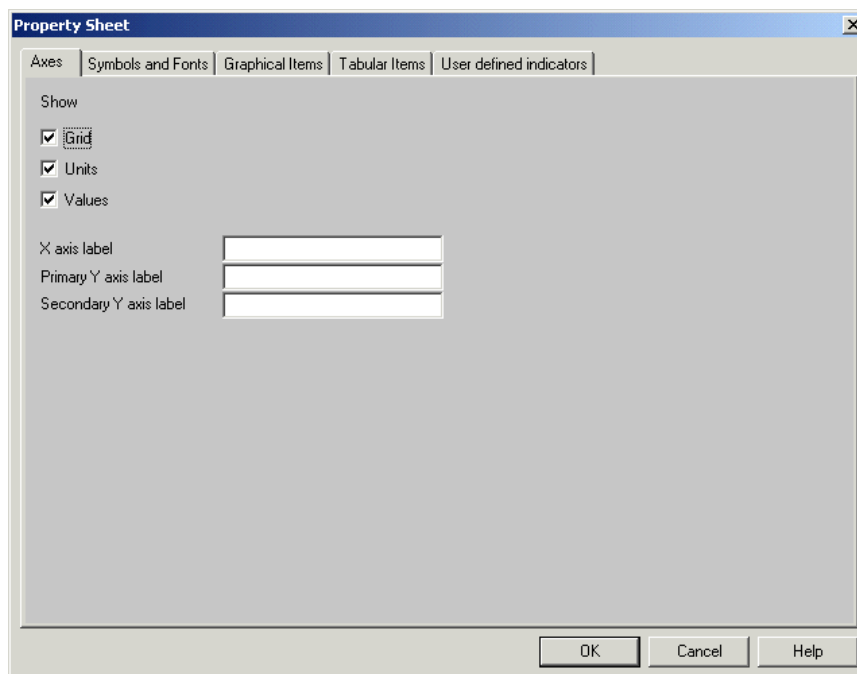 Property Sheet
Axes Symbols and Fonts Graphical Items Tabular Items User defined indicators
Show
Grid
Units
Values
X axis label
Primary Y axis label
Secondary Y axis label
OK Cancel Help